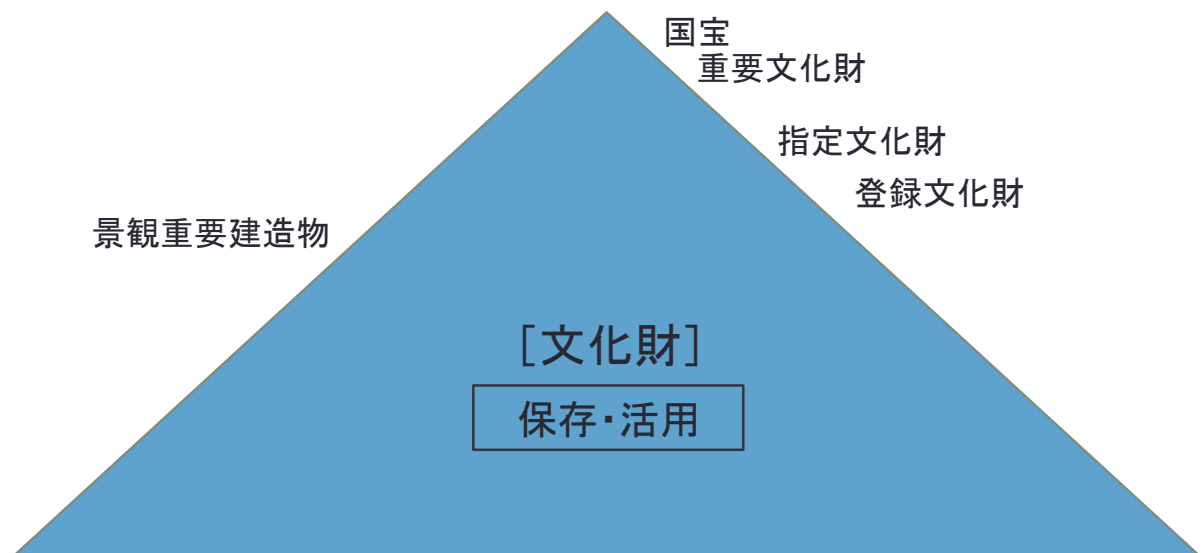 国宝
重要文化財
指定文化財
登録文化財
景観重要建造物
[文化財]
保存・活用